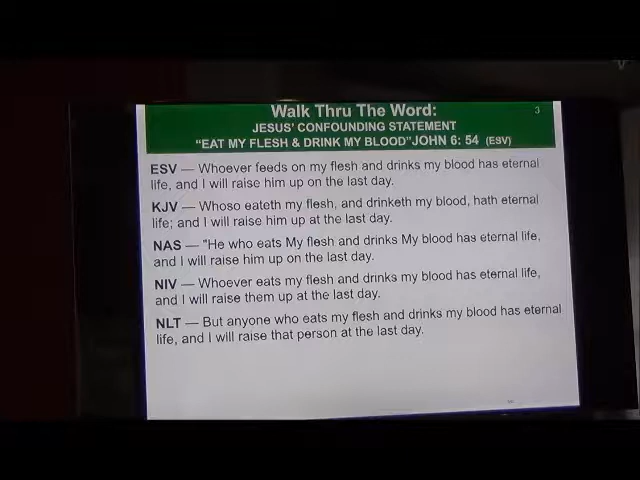 Walk Thru The Word:
3
JESUS' CONFOUNDING STATEMENT
"EAT MY FLESH & DRINK MY BLOOD"JOHN 6: 54 (ESV)
ESV — Whoever feeds on my flesh and drinks my blood has eternal
life, and I will raise him up on the last day.
KJV — Whoso eateth my flesh, and drinketh my blood, hath eternal
life; and I will raise him up at the last day.
NAS — "He who eats My flesh and drinks My blood has eternal life,
and I will raise him up on the last day.
NIV — Whoever eats my flesh and drinks my blood has eternal life,
and I will raise them up at the last day.
NLT — But anyone who eats my flesh and drinks my blood has eternal
life, and I will raise that person at the last day.